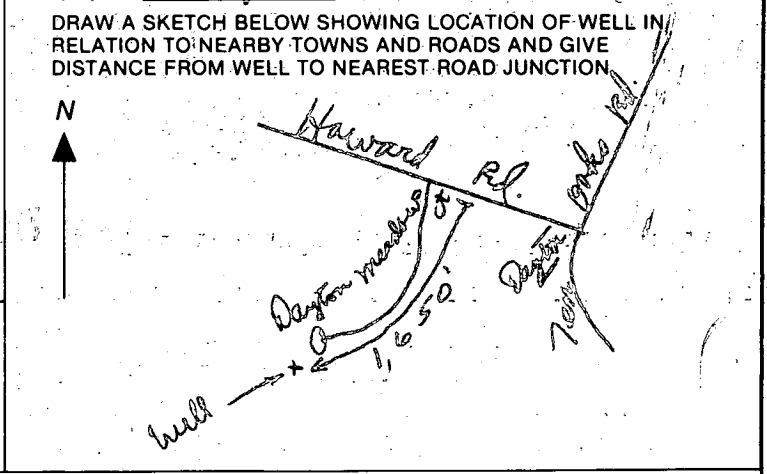 DRAW A SKETCH BELOW SHOWING LOCATION OF WELL IN
RELATION TO NEARBY TOWNS AND ROADS AND GIVE
DISTANCE FROM WELL TO NEAREST ROAD JUNCTION
N
Haward Rd.
Oaks Rd.
Dayton Meadows Ct
1,650'
Dayton
Ten
Well